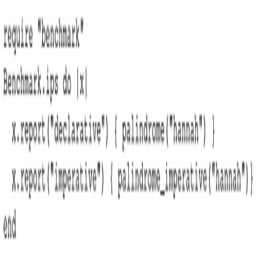 require "benchmark"
Benchmark.ips do |x|
x.report("declarative") { palindrome("hannah") }
x.report("imperative") { palindrome_imperative("hannah")}
end